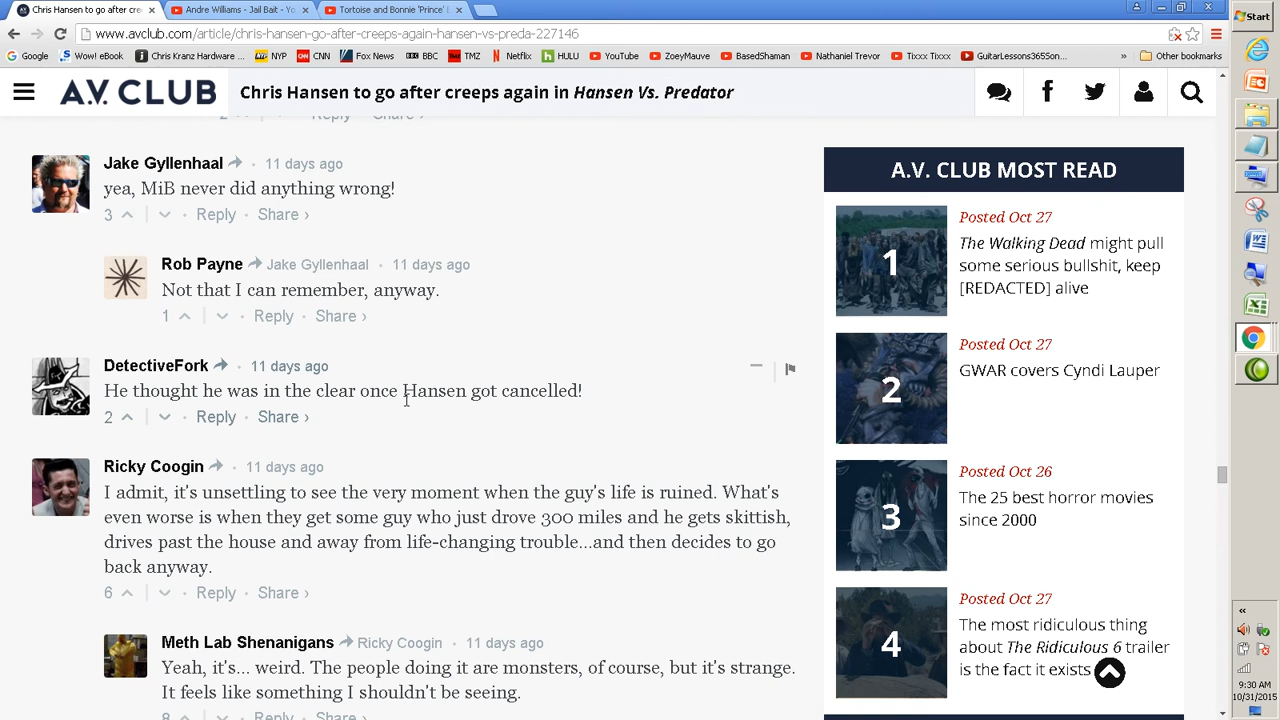 Chris Hansen to go after cree
Andre Williams - Jail Bait - Yo
Tortoise and Bonnie 'Prince' E
www.avclub.com/article/chris-hansen-go-after-creeps-again-hansen-vs-pred-227146
Google
Wow! eBook
Chris Kranz Hardware ...
NYP
CNN
Fox News
BBC
TMZ
Netflix
HULU
YouTube
ZoeyMauve
BasedShaman
Nathaniel Trevor
Tixxx Tixxx
GuitarLessons365Son...
»
Other bookmarks
A.V. CLUB
Chris Hansen to go after creeps again in Hansen Vs. Predator
Reply Share ›
Jake Gyllenhaal • 11 days ago
yea, MiB never did anything wrong!
3 • Reply • Share ›
Rob Payne Jake Gyllenhaal • 11 days ago
Not that I can remember, anyway.
1 • Reply • Share ›
DetectiveFork • 11 days ago
He thought he was in the clear once Hansen got cancelled!
2 • Reply • Share ›
Ricky Coogin • 11 days ago
I admit, it's unsettling to see the very moment when the guy's life is ruined. What's
even worse is when they get some guy who just drove 300 miles and he gets skittish,
drives past the house and away from life-changing trouble...and then decides to go
back anyway.
6 • Reply • Share ›
Meth Lab Shenanigans Ricky Coogin • 11 days ago
Yeah, it's... weird. The people doing it are monsters, of course, but it's strange.
It feels like something I shouldn't be seeing.
8 • Reply • Share ›
A.V. CLUB MOST READ
1
Posted Oct 27
The Walking Dead might pull
some serious bullshit, keep
[REDACTED] alive
2
Posted Oct 27
GWAR covers Cyndi Lauper
3
Posted Oct 26
The 25 best horror movies
since 2000
4
Posted Oct 27
The most ridiculous thing
about The Ridiculous 6 trailer
is the fact it exists
Start
«
9:30 AM
10/31/2015